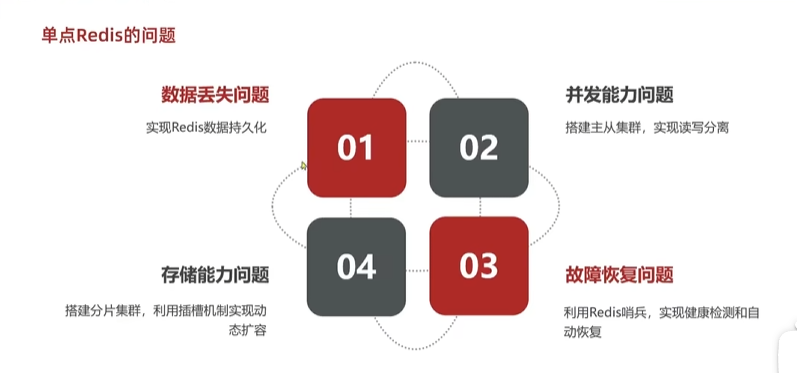 单点Redis的问题
数据丢失问题
实现Redis数据持久化
01
02
并发能力问题
搭建主从集群，实现读写分离
存储能力问题
搭建分片集群，利用插槽机制实现动
态扩容
04
03
故障恢复问题
利用Redis哨兵，实现健康检测和自
动恢复